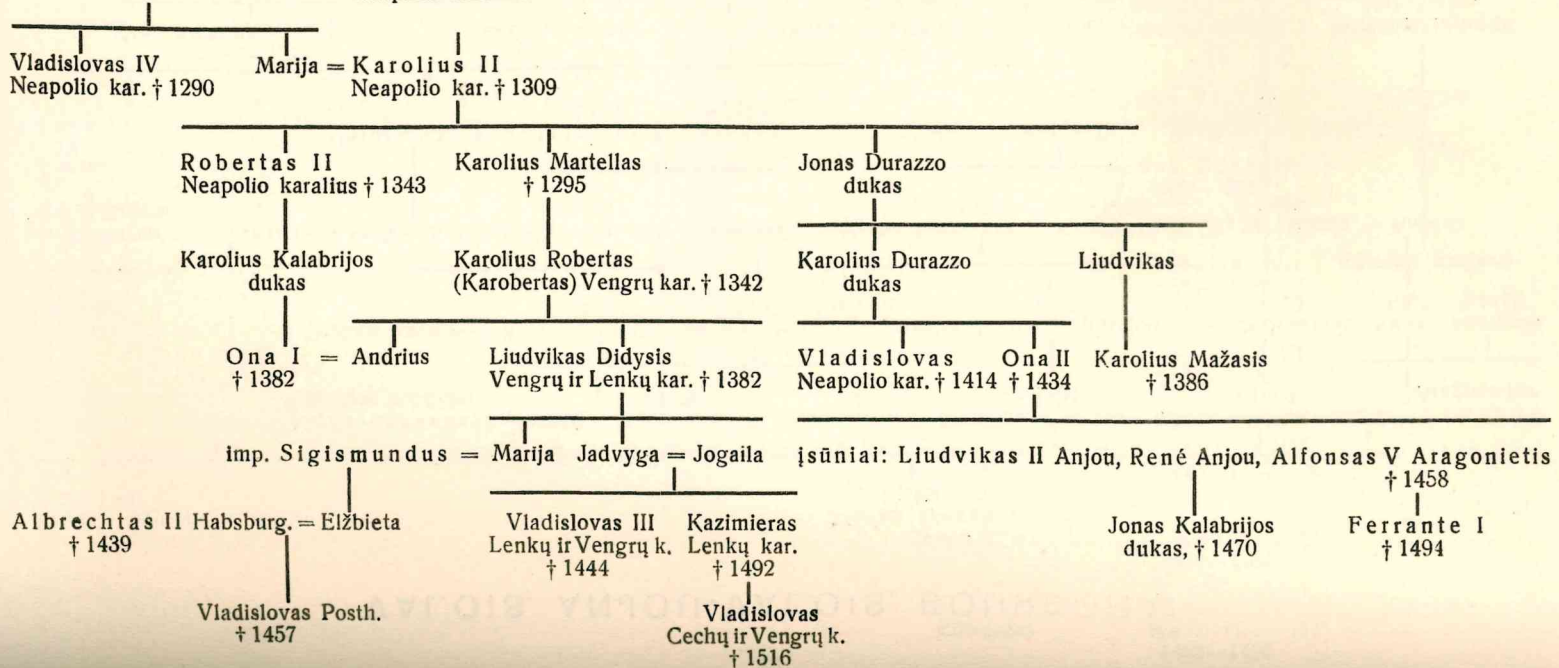 Vladislovas IV
Neapolio kar. † 1290
Marija = Karolius II
Neapolio kar. † 1309
Robertas II
Neapolio karalius † 1343
Karolius Martellas
† 1295
Jonas Durazzo
dukas
Karolius Kalabrijos
dukas
Karolius Robertas
(Karobertas) Vengrų kar. † 1342
Karolius Durazzo
dukas
Liudvikas
Ona I = Andrius
† 1382
Liudvikas Didysis
Vengrų ir Lenkų kar. † 1382
Vladislovas
Neapolio kar. † 1414
Ona II
† 1434
Karolius Mažasis
† 1386
imp. Sigismundus = Marija Jadvyga = Jogaila
įsūniai: Liudvikas II Anjou, René Anjou, Alfonsas V Aragonietis
† 1458
Albrechtas II Habsburg. = Elžbieta
† 1439
Vladislovas III
Lenkų ir Vengrų k.
† 1444
Kazimieras
Lenkų kar.
† 1492
Jonas Kalabrijos
dukas, † 1470
Ferrante I
† 1494
Vladislovas Posth.
† 1457
Vladislovas
Cechų ir Vengrų k.
† 1516